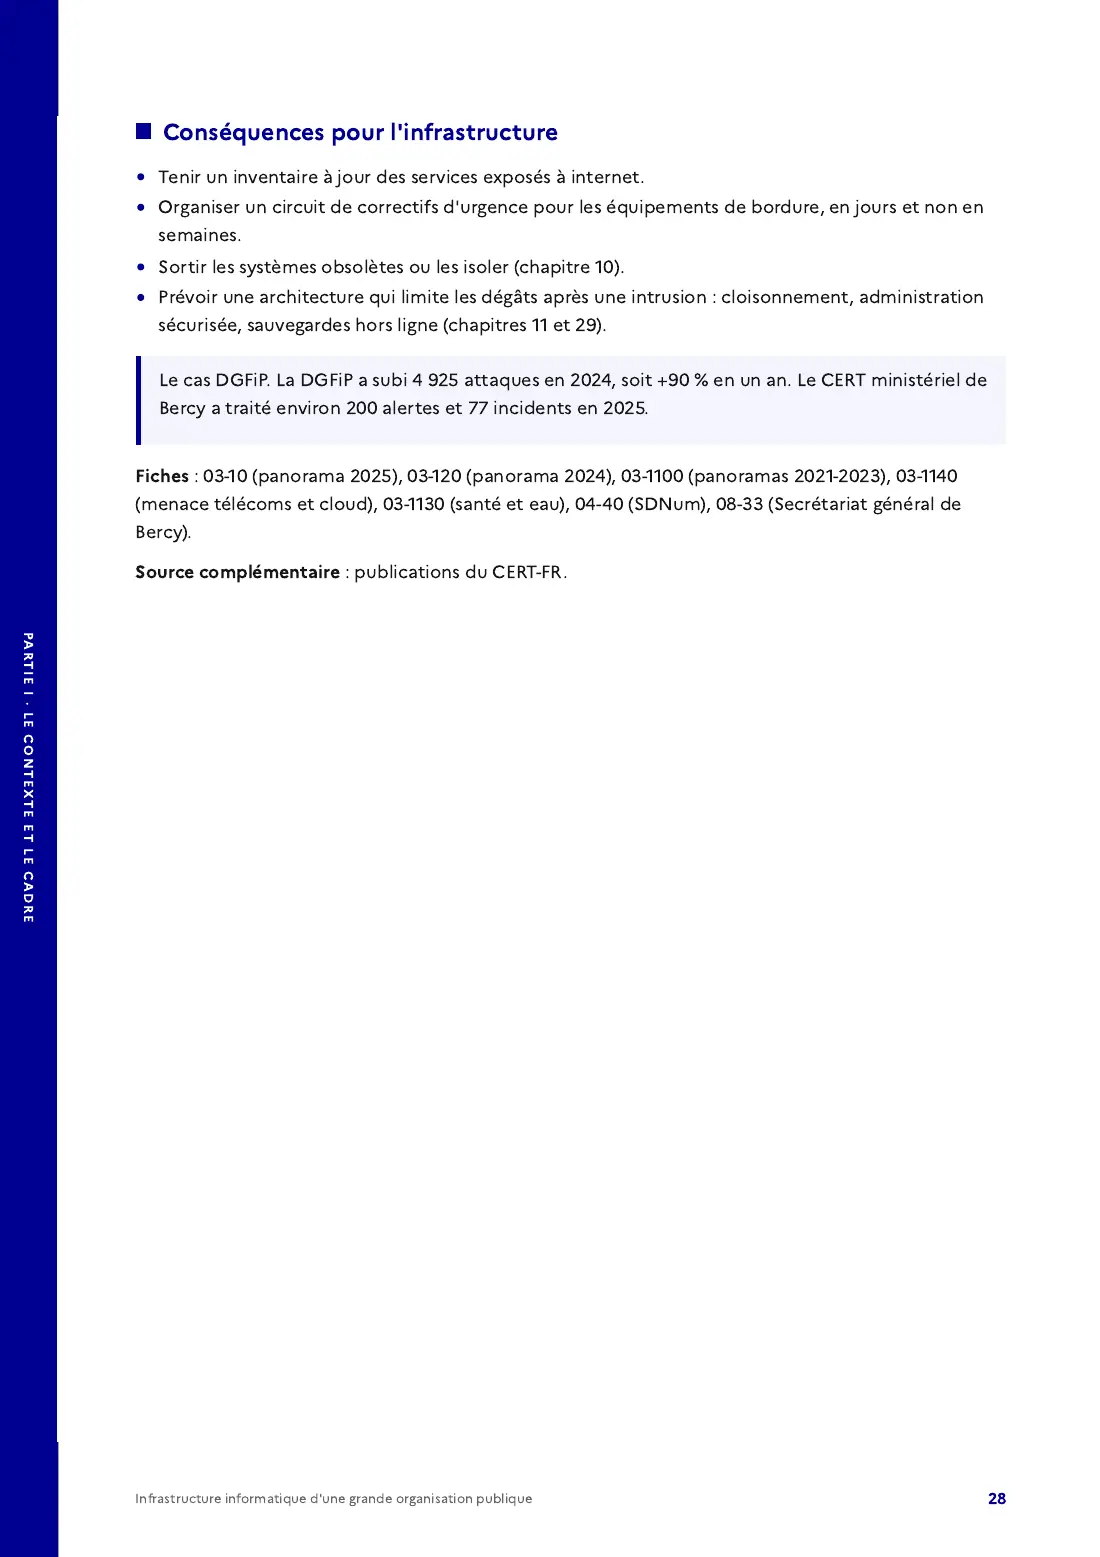 Conséquences pour l'infrastructure
• Tenir un inventaire à jour des services exposés à internet.
• Organiser un circuit de correctifs d'urgence pour les équipements de bordure, en jours et non en
semaines.
• Sortir les systèmes obsolètes ou les isoler (chapitre 10).
• Prévoir une architecture qui limite les dégâts après une intrusion : cloisonnement, administration
sécurisée, sauvegardes hors ligne (chapitres 11 et 29).
Le cas DGFiP. La DGFiP a subi 4 925 attaques en 2024, soit +90 % en un an. Le CERT ministériel de
Bercy a traité environ 200 alertes et 77 incidents en 2025.
Fiches : 03-10 (panorama 2025), 03-120 (panorama 2024), 03-1100 (panoramas 2021-2023), 03-1140
(menace télécoms et cloud), 03-1130 (santé et eau), 04-40 (SDNum), 08-33 (Secrétariat général de
Bercy).
Source complémentaire : publications du CERT-FR.
PARTIE I · LE CONTEXTE ET LE CADRE
Infrastructure informatique d'une grande organisation publique
28